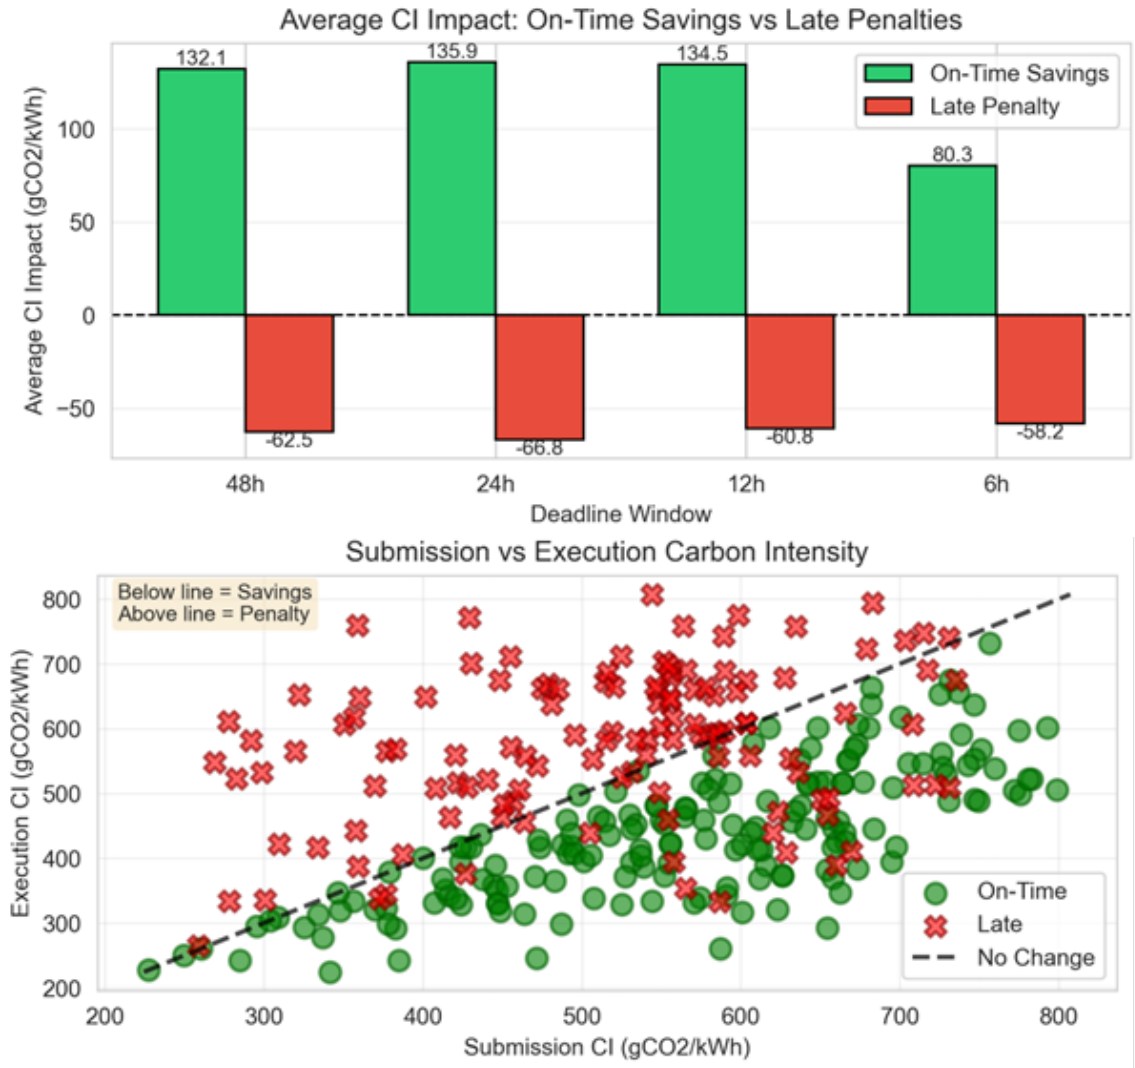 Average CI Impact: On-Time Savings vs Late Penalties
132.1
135.9
134.5
80.3
On-Time Savings
Late Penalty
Average CI Impact (gCO2/kWh)
100
50
0
−50
-62.5
-66.8
-60.8
-58.2
48h
24h
12h
6h
Deadline Window
Submission vs Execution Carbon Intensity
Below line = Savings
Above line = Penalty
Execution CI (gCO2/kWh)
800
700
600
500
400
300
200
On-Time
Late
No Change
200
300
400
500
600
700
800
Submission CI (gCO2/kWh)